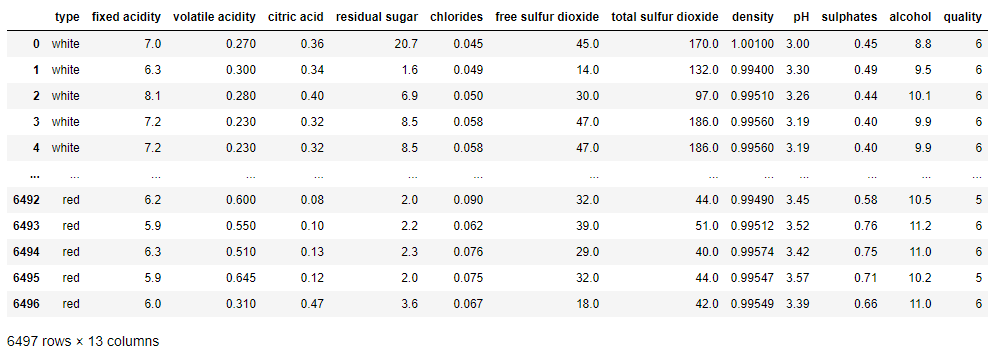 type fixed acidity volatile acidity citric acid residual sugar chlorides free sulfur dioxide total sulfur dioxide density pH sulphates alcohol quality
0 white 7.0 0.270 0.36 20.7 0.045 45.0 170.0 1.00100 3.00 0.45 8.8 6
1 white 6.3 0.300 0.34 1.6 0.049 14.0 132.0 0.99400 3.30 0.49 9.5 6
2 white 8.1 0.280 0.40 6.9 0.050 30.0 97.0 0.99510 3.26 0.44 10.1 6
3 white 7.2 0.230 0.32 8.5 0.058 47.0 186.0 0.99560 3.19 0.40 9.9 6
4 white 7.2 0.230 0.32 8.5 0.058 47.0 186.0 0.99560 3.19 0.40 9.9 6
... ... ... ... ... ... ... ... ... ... ... ... ... ...
6492 red 6.2 0.600 0.08 2.0 0.090 32.0 44.0 0.99490 3.45 0.58 10.5 5
6493 red 5.9 0.550 0.10 2.2 0.062 39.0 51.0 0.99512 3.52 0.76 11.2 6
6494 red 6.3 0.510 0.13 2.3 0.076 29.0 40.0 0.99574 3.42 0.75 11.0 6
6495 red 5.9 0.645 0.12 2.0 0.075 32.0 44.0 0.99547 3.57 0.71 10.2 5
6496 red 6.0 0.310 0.47 3.6 0.067 18.0 42.0 0.99549 3.39 0.66 11.0 6
6497 rows × 13 columns